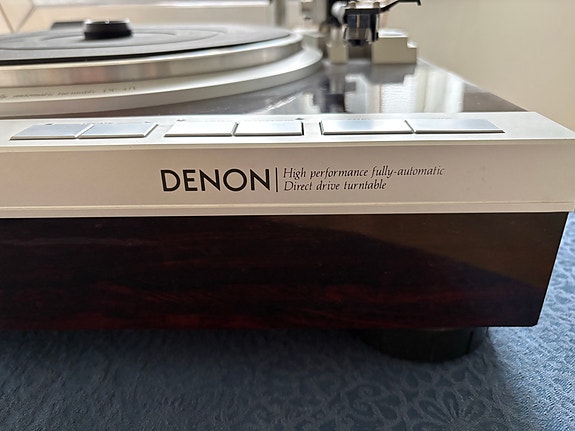 DENON
High performance fully-automatic
Direct drive turntable